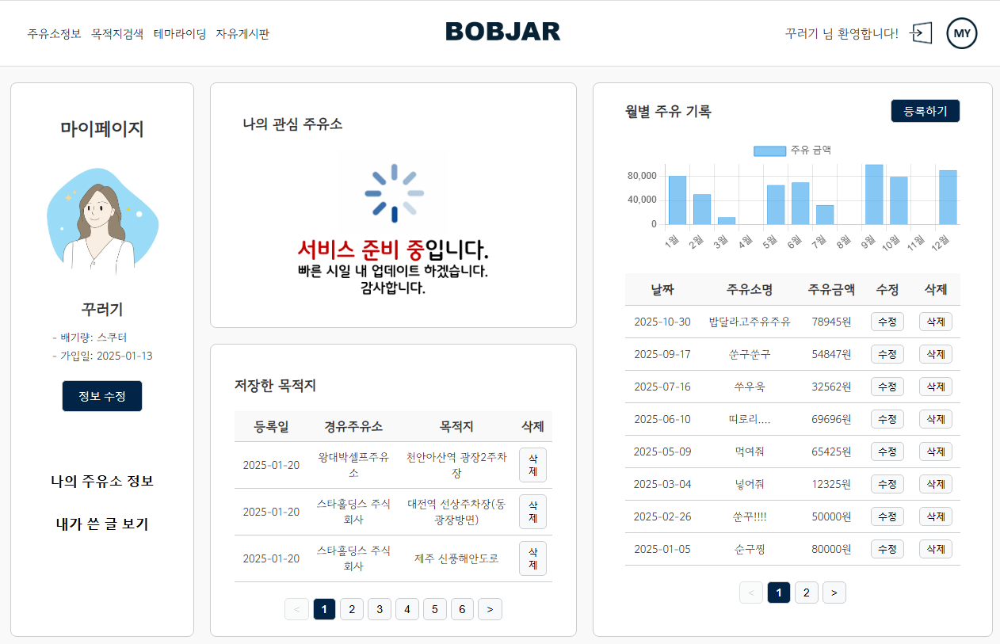 주유소정보 목적지검색 테마라이딩 자유게시판
BOBJAR
꾸러기 님 환영합니다!
MY
마이페이지
꾸러기
- 배기량: 스쿠터
- 가입일: 2025-01-13
정보 수정
나의 주유소 정보
내가 쓴 글 보기
나의 관심 주유소
서비스 준비 중입니다.
빠른 시일 내 업데이트 하겠습니다.
감사합니다.
저장한 목적지
등록일 경유주유소 목적지 삭제
2025-01-20 왕대박셀프주유소 천안아산역 광장2주차장 삭제
2025-01-20 스타홀딩스 주식회사 대전역 선상주차장(동광장방면) 삭제
2025-01-20 스타홀딩스 주식회사 제주 신풍해안도로 삭제
< 1 2 3 4 5 6 >
월별 주유 기록
등록하기
주유 금액
80,000
40,000
0
1월 2월 3월 4월 5월 6월 7월 8월 9월 10월 11월 12월
날짜 주유소명 주유금액 수정 삭제
2025-10-30 밥달라고주유주유 78945원 수정 삭제
2025-09-17 쑨구쑨구 54847원 수정 삭제
2025-07-16 쑤우욱 32562원 수정 삭제
2025-06-10 띠로리.... 69696원 수정 삭제
2025-05-09 먹여줘 65425원 수정 삭제
2025-03-04 넣어줘 12325원 수정 삭제
2025-02-26 쑨꾸!!!! 50000원 수정 삭제
2025-01-05 순구찡 80000원 수정 삭제
< 1 2 >